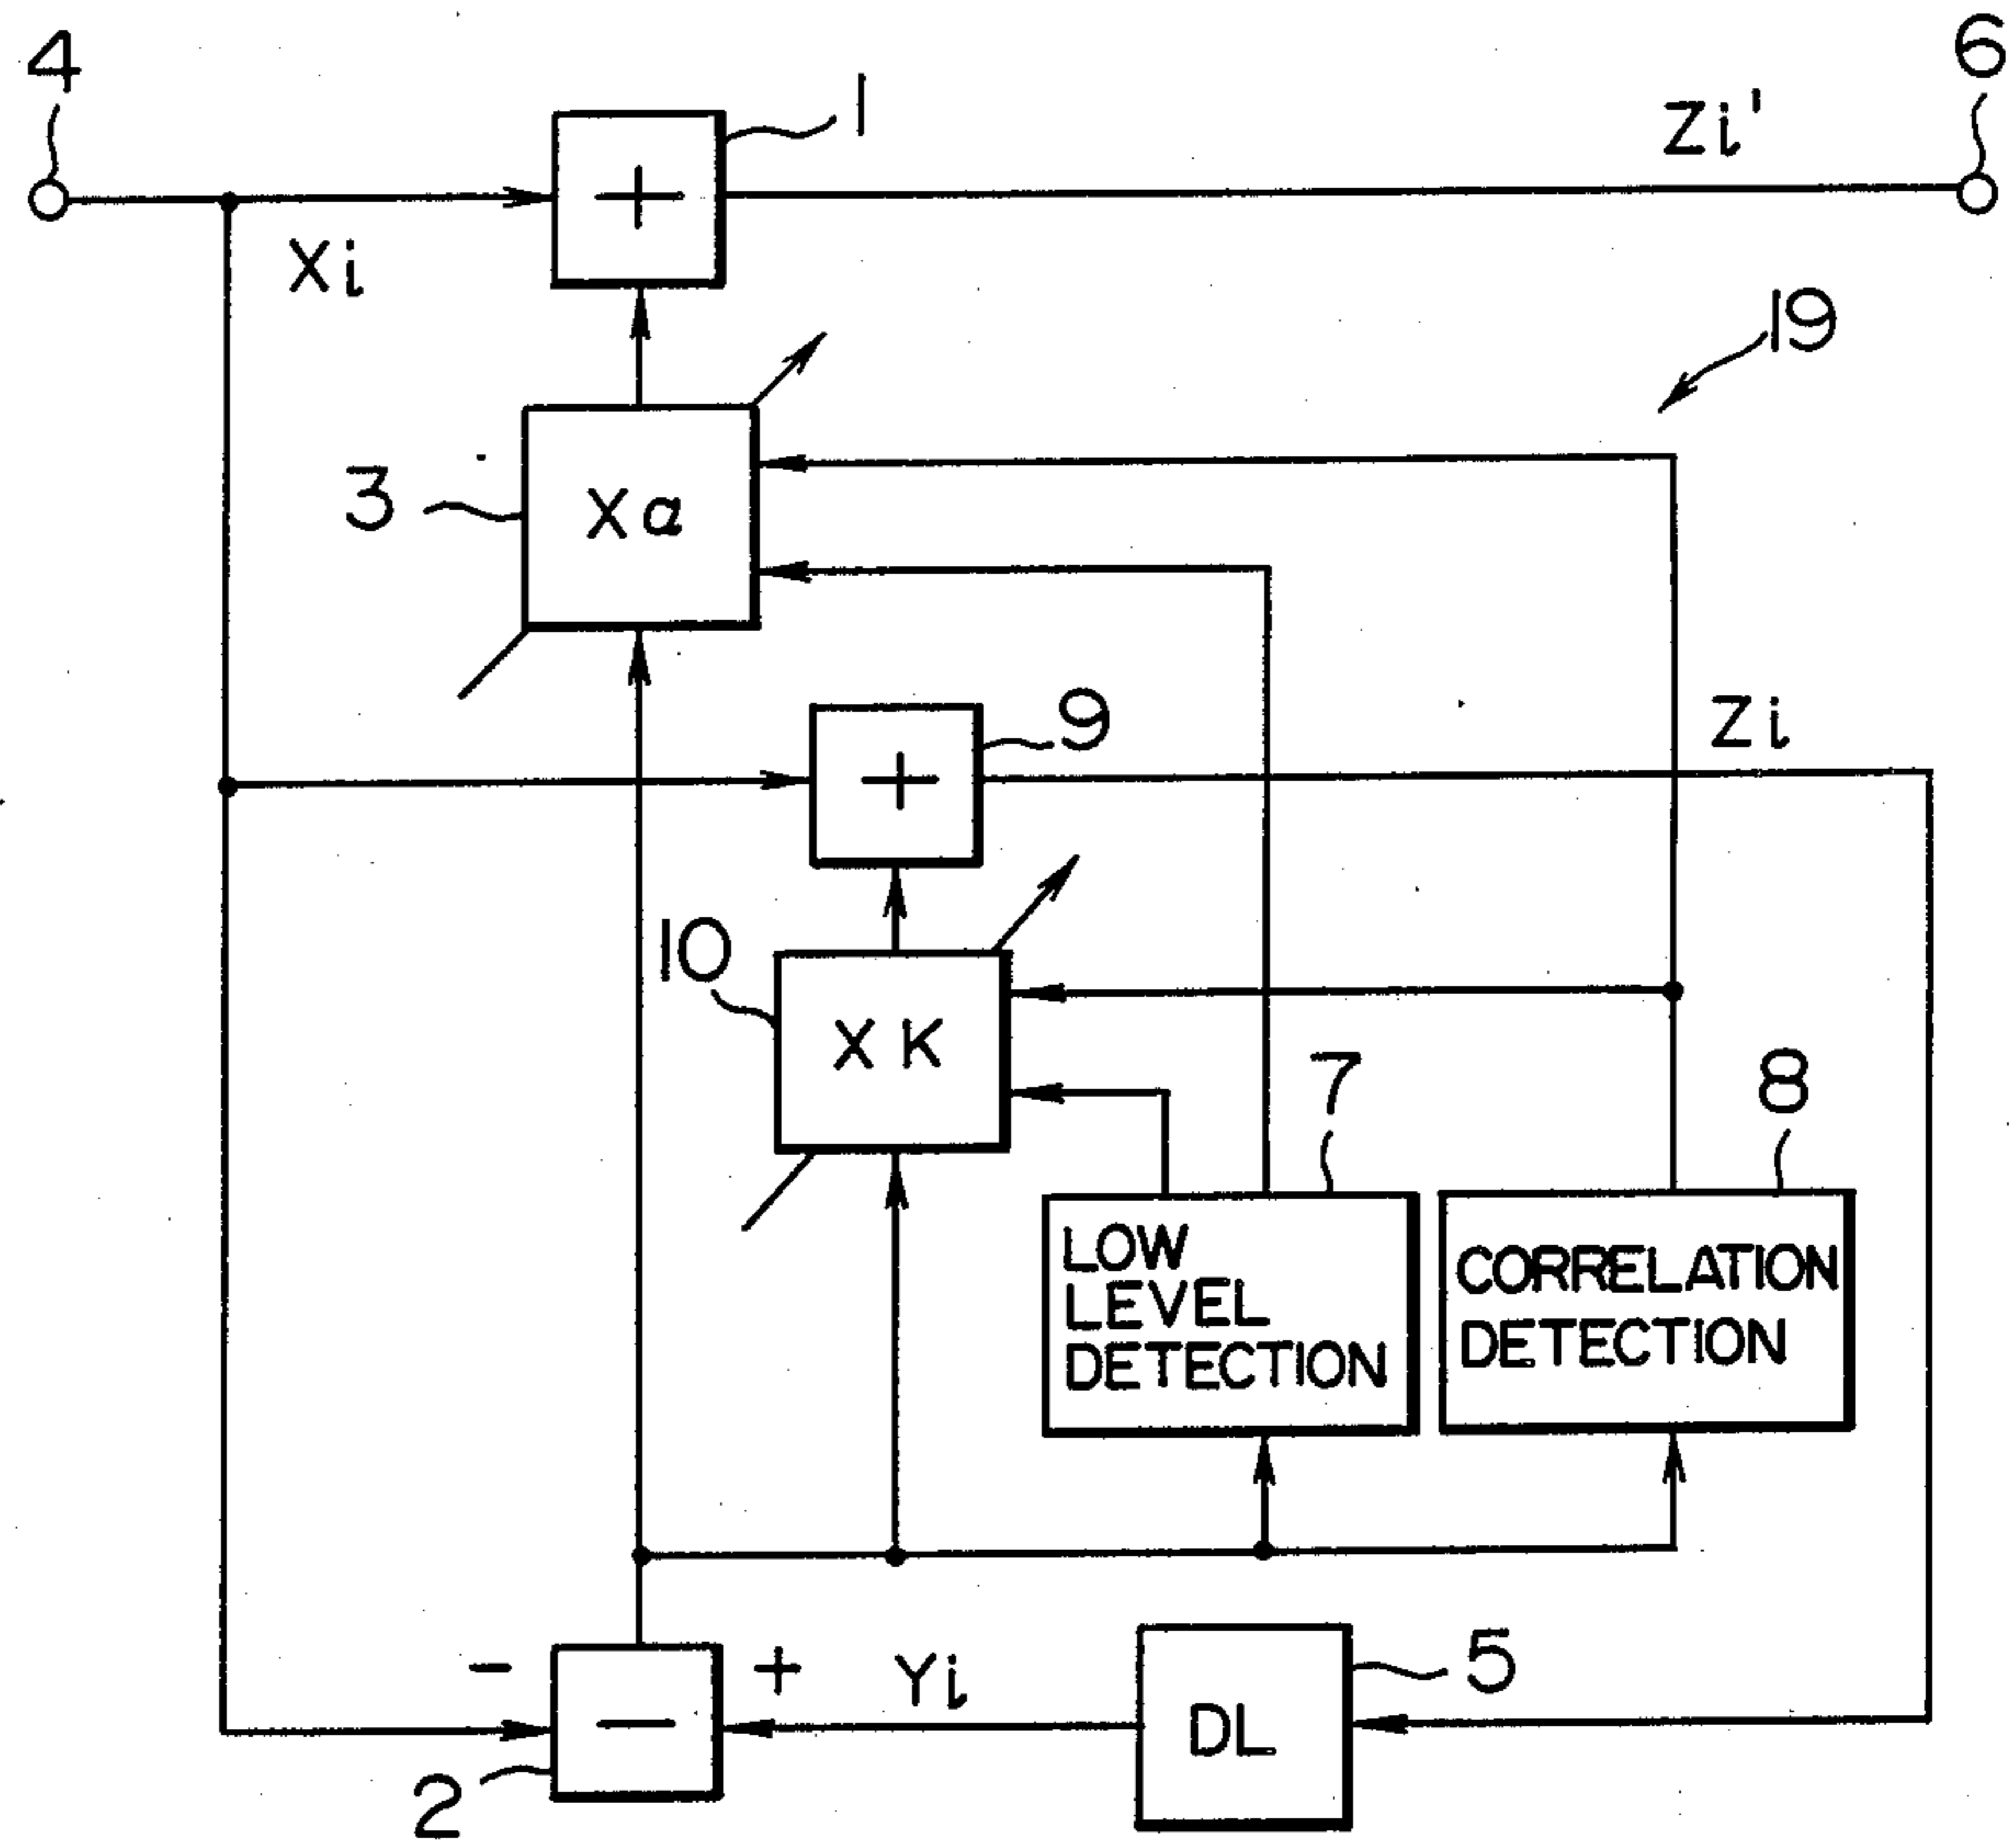 4
6
1
Zi'
+
Xi
19
3
Xα
9
Zi
+
10
XK
7
8
LOW
LEVEL
DETECTION
CORRELATION
DETECTION
-
+
Yi
5
—
DL
2